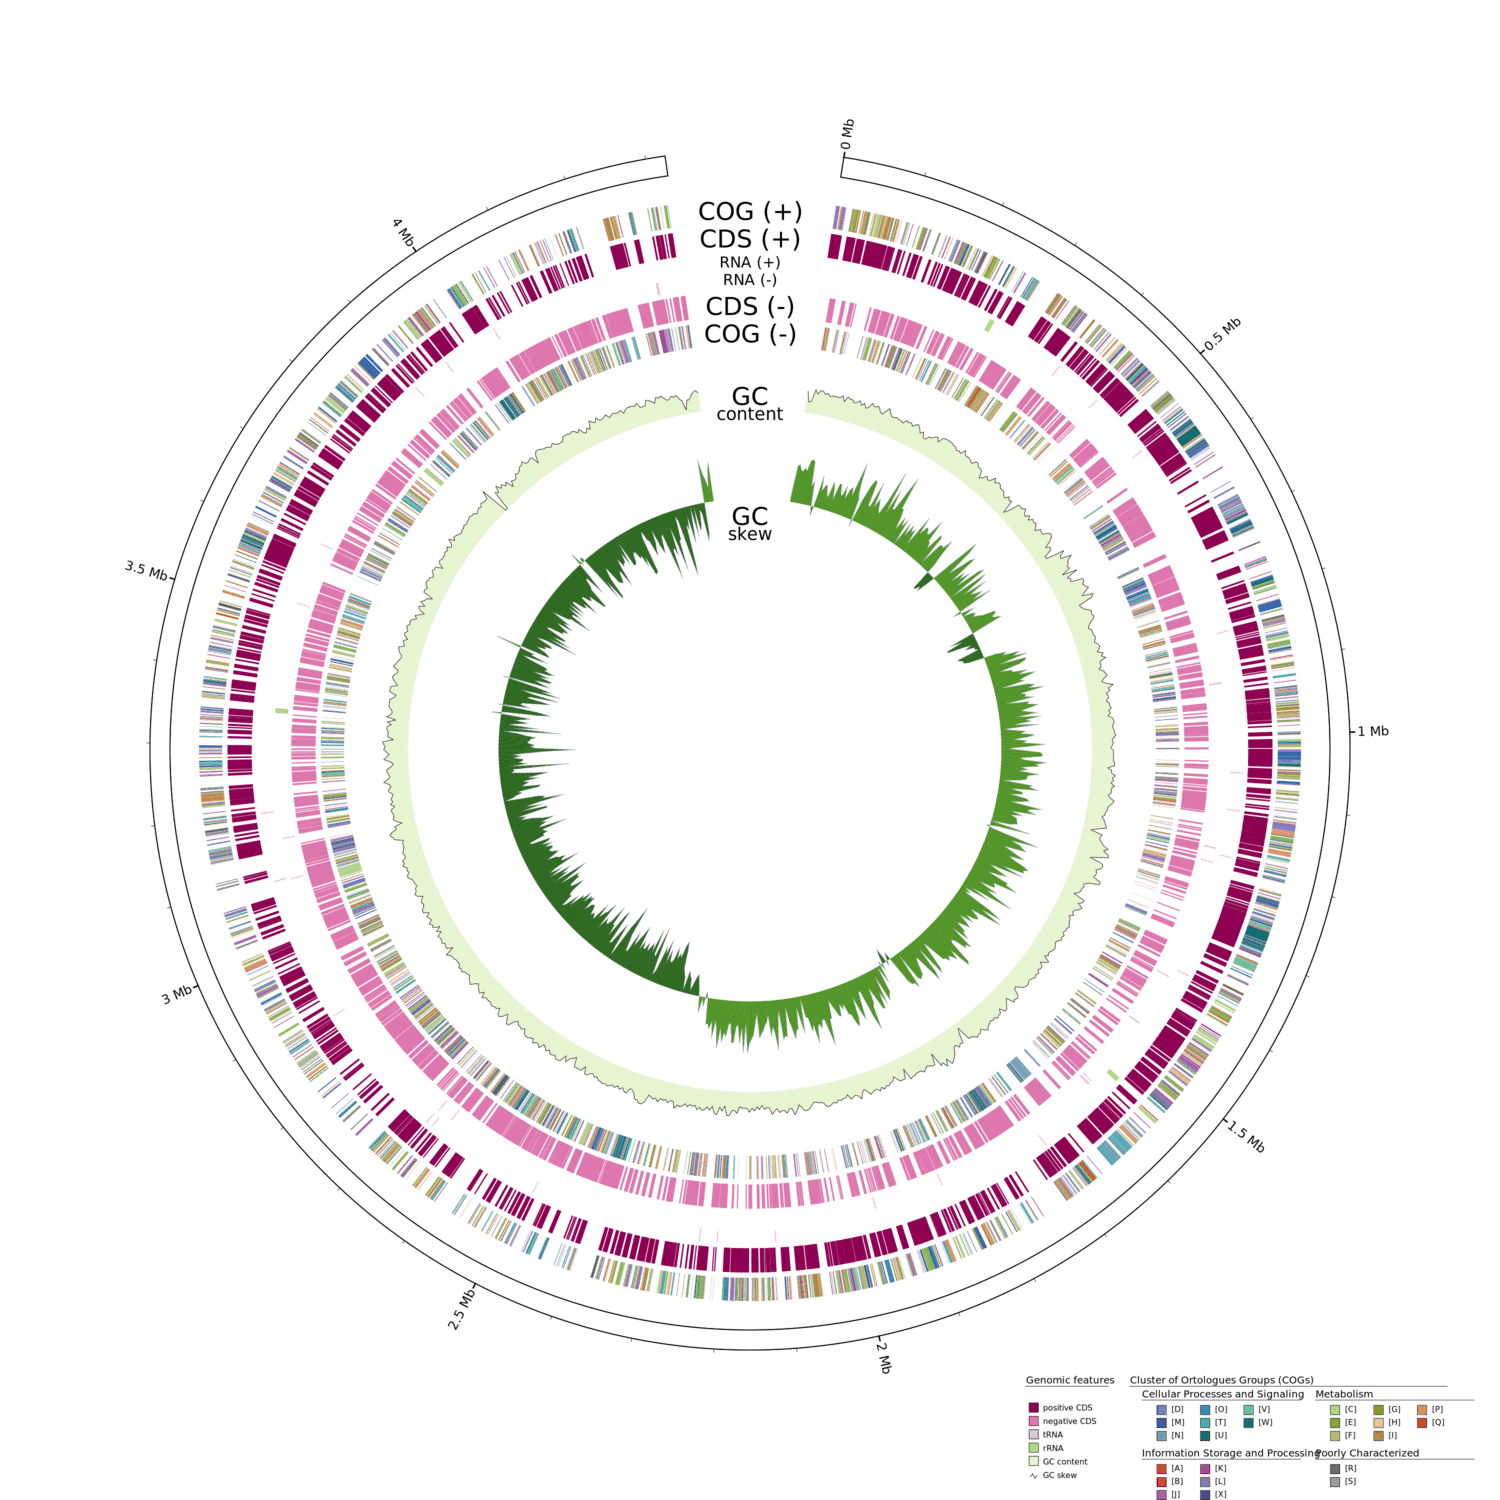 0 Mb
COG (+)
CDS (+)
RNA (+)
RNA (-)
CDS (-)
COG (-)
GC
content
GC
skew
0.5 Mb
1 Mb
1.5 Mb
2 Mb
2.5 Mb
3 Mb
3.5 Mb
4 Mb
Genomic features
positive CDS
negative CDS
tRNA
rRNA
GC content
GC skew
Cluster of Ortologues Groups (COGs)
Cellular Processes and Signaling
[D] [O] [V]
[M] [T] [W]
[N] [U]
Metabolism
[C] [G] [P]
[E] [H] [Q]
[F] [I]
Information Storage and Processing
[A] [K]
[B] [L]
[J] [X]
Poorly Characterized
[R]
[S]